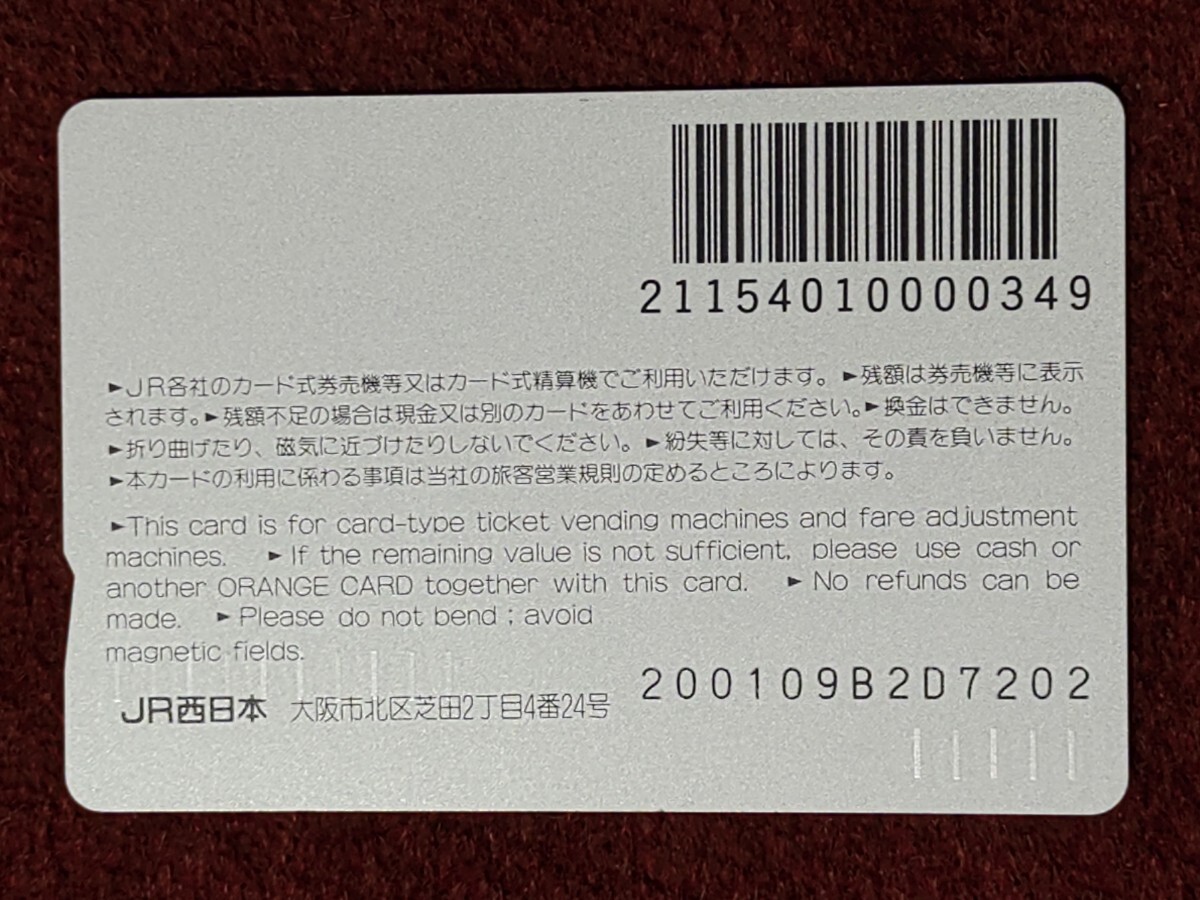 21154010000349
►JR各社のカード式券売機等又はカード式精算機でご利用いただけます。 ►残額は券売機等に表示
されます。►残額不足の場合は現金又は別のカードをあわせてご利用ください。►換金はできません。
►折り曲げたり、磁気に近づけたりしないでください。 ►紛失等に対しては、その責を負いません。
►本カードの利用に係わる事項は当社の旅客営業規則の定めるところによります。
►This card is for card-type ticket vending machines and fare adjustment
machines. ►If the remaining value is not sufficient, please use cash or
another ORANGE CARD together with this card. ►No refunds can be
made. ►Please do not bend ; avoid
magnetic fields.
200109B2D7202
JR西日本 大阪市北区芝田2丁目4番24号